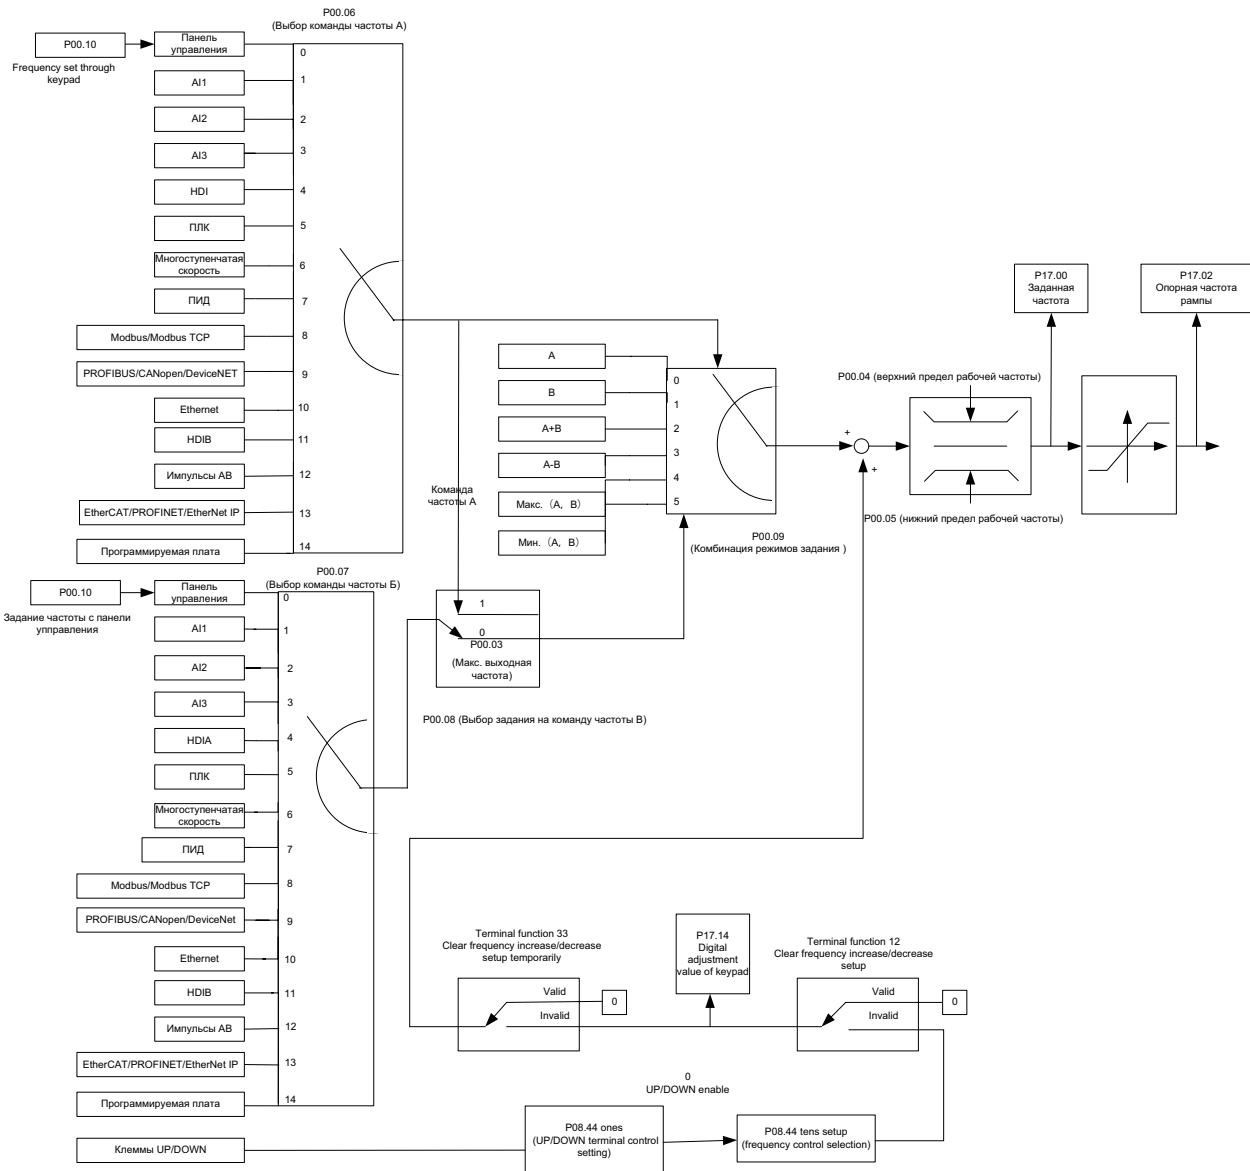 P00.06
(Выбор команды частоты А)
P00.10
Frequency set through
keypad
Панель
управления
0
AI1
1
AI2
2
AI3
3
HDI
4
ПЛК
5
Многоступенчатая
скорость
6
ПИД
7
Modbus/Modbus TCP
8
PROFIBUS/CANopen/DeviceNET
9
Ethernet
10
HDIB
11
Импульсы АВ
12
EtherCAT/PROFINET/EtherNet IP
13
Программируемая плата
14
Команда
частоты А
A
0
B
1
A+B
2
A-B
3
4
Макс. (А, В)
5
Мин. (А, В)
P00.09
(Комбинация режимов задания )
+
+
P00.04 (верхний предел рабочей частоты)
P00.05 (нижний предел рабочей частоты)
P17.00
Заданная
частота
P17.02
Опорная частота
рампы
P00.07
(Выбор команды частоты Б)
P00.10
Задание частоты с панели
упправления
Панель
управления
0
AI1
1
AI2
2
AI3
3
HDIA
4
ПЛК
5
Многоступенчатая
скорость
6
ПИД
7
Modbus/Modbus TCP
8
PROFIBUS/CANopen/DeviceNet
9
Ethernet
10
HDIB
11
Импульсы АВ
12
EtherCAT/PROFINET/EtherNet IP
13
Программируемая плата
14
1
0
P00.03
(Макс. выходная
частота)
P00.08 (Выбор задания на команду частоты В)
Terminal function 33
Clear frequency increase/decrease
setup temporarily
Valid
Invalid
0
P17.14
Digital
adjustment
value of keypad
Terminal function 12
Clear frequency increase/decrease
setup
Valid
Invalid
0
0
UP/DOWN enable
Клеммы UP/DOWN
P08.44 ones
(UP/DOWN terminal control
setting)
P08.44 tens setup
(frequency control selection)